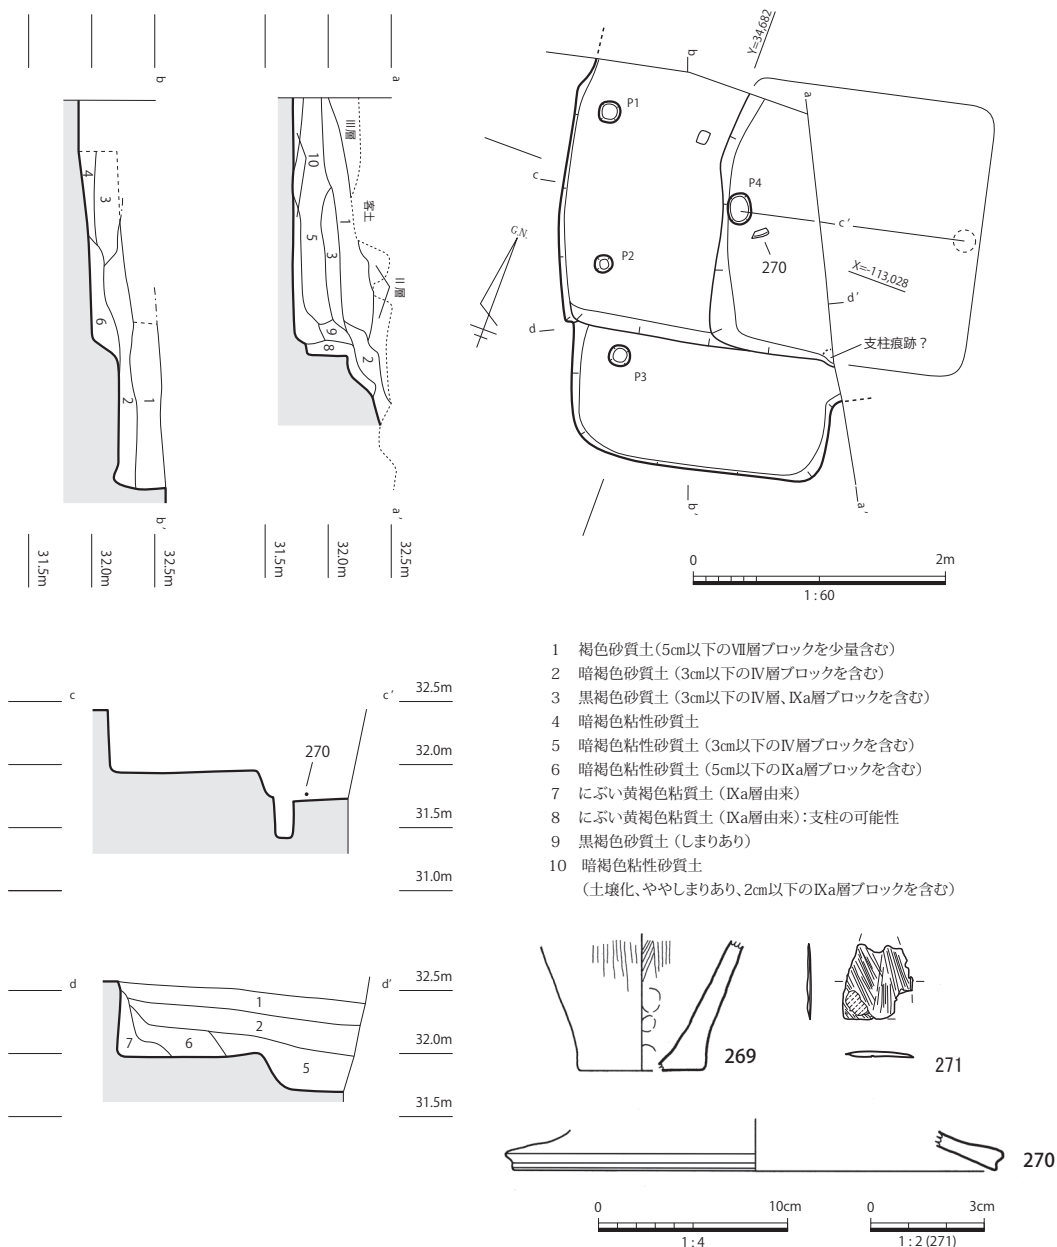 b
a
III層
客土
II層
4
3
6
2
1
10
1
5
3
9
8
2
b'
a'
31.5m
32.0m
32.5m
31.5m
32.0m
32.5m
Y=34,682
b
a
P1
P4
c
c'
G.N.
P2
270
X=-113,028
d'
d
支柱痕跡？
P3
b'
a'
0 2m
1:60
c c' 32.5m
32.0m
270
31.5m
31.0m
d d' 32.5m
1
2
7 6
32.0m
5
31.5m
1 褐色砂質土（5㎝以下のⅦ層ブロックを少量含む）
2 暗褐色砂質土（3㎝以下のⅣ層ブロックを含む）
3 黒褐色砂質土（3㎝以下のⅣ層、Ⅸa層ブロックを含む）
4 暗褐色粘性砂質土
5 暗褐色粘性砂質土（3㎝以下のⅣ層ブロックを含む）
6 暗褐色粘性砂質土（5㎝以下のⅨa層ブロックを含む）
7 にぶい黄褐色粘質土（Ⅸa層由来）
8 にぶい黄褐色粘質土（Ⅸa層由来）：支柱の可能性
9 黒褐色砂質土（しまりあり）
10 暗褐色粘性砂質土
（土壌化、ややしまりあり、2㎝以下のⅨa層ブロックを含む）
269
271
270
0 10cm
1:4
0 3cm
1:2(271)